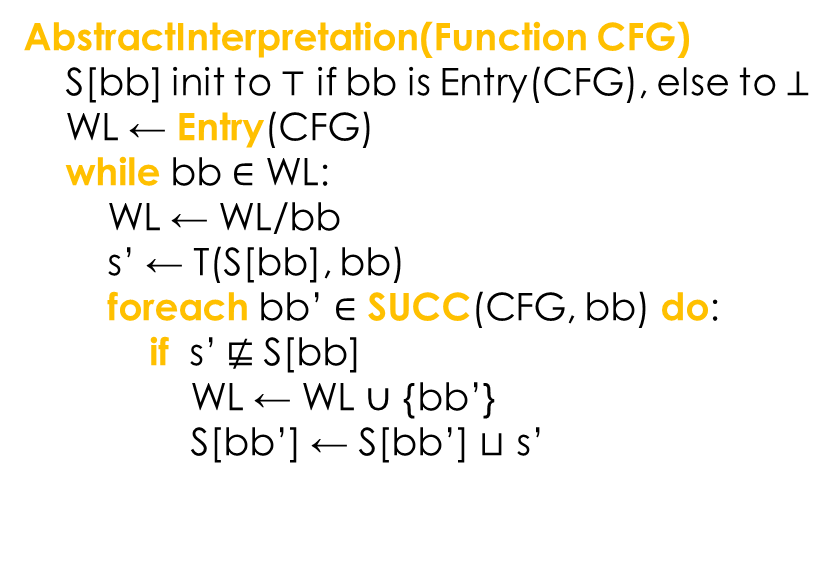 AbstractInterpretation(Function CFG)
S[bb] init to ⊤ if bb is Entry(CFG), else to ⊥
WL ← Entry(CFG)
while bb ∈ WL:
WL ← WL/bb
s’ ← T(S[bb], bb)
foreach bb’ ∈ SUCC(CFG, bb) do:
if s’ ⋢ S[bb]
WL ← WL ∪ {bb’}
S[bb’] ← S[bb’] ⊔ s’